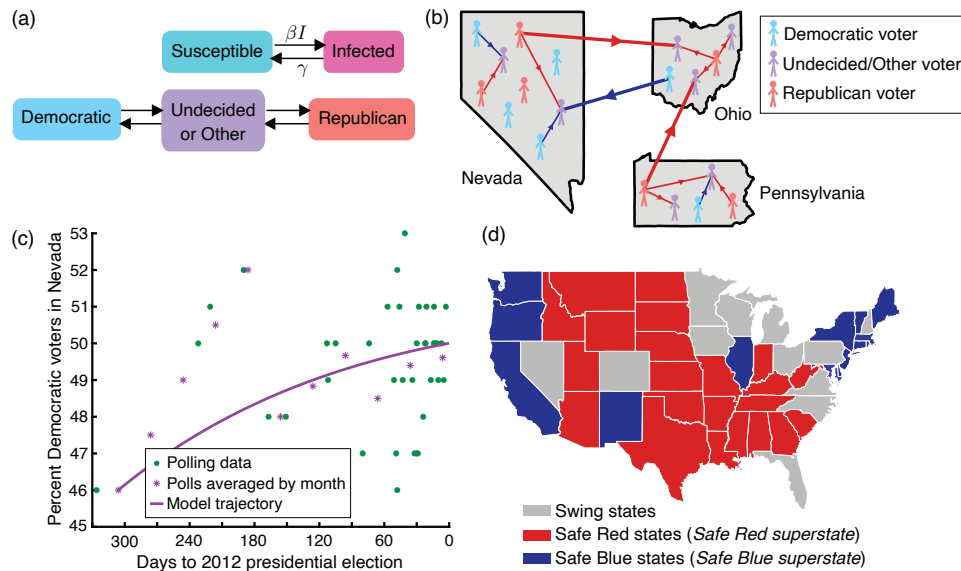 (a)
βI
Susceptible
Infected
γ
Democratic
Undecided
or Other
Republican
(b)
Nevada
Ohio
Pennsylvania
Democratic voter
Undecided/Other voter
Republican voter
(c)
Percent Democratic voters in Nevada
53
52
51
50
49
48
47
46
45
Polling data
Polls averaged by month
Model trajectory
300 240 180 120 60 0
Days to 2012 presidential election
(d)
Swing states
Safe Red states (Safe Red superstate)
Safe Blue states (Safe Blue superstate)